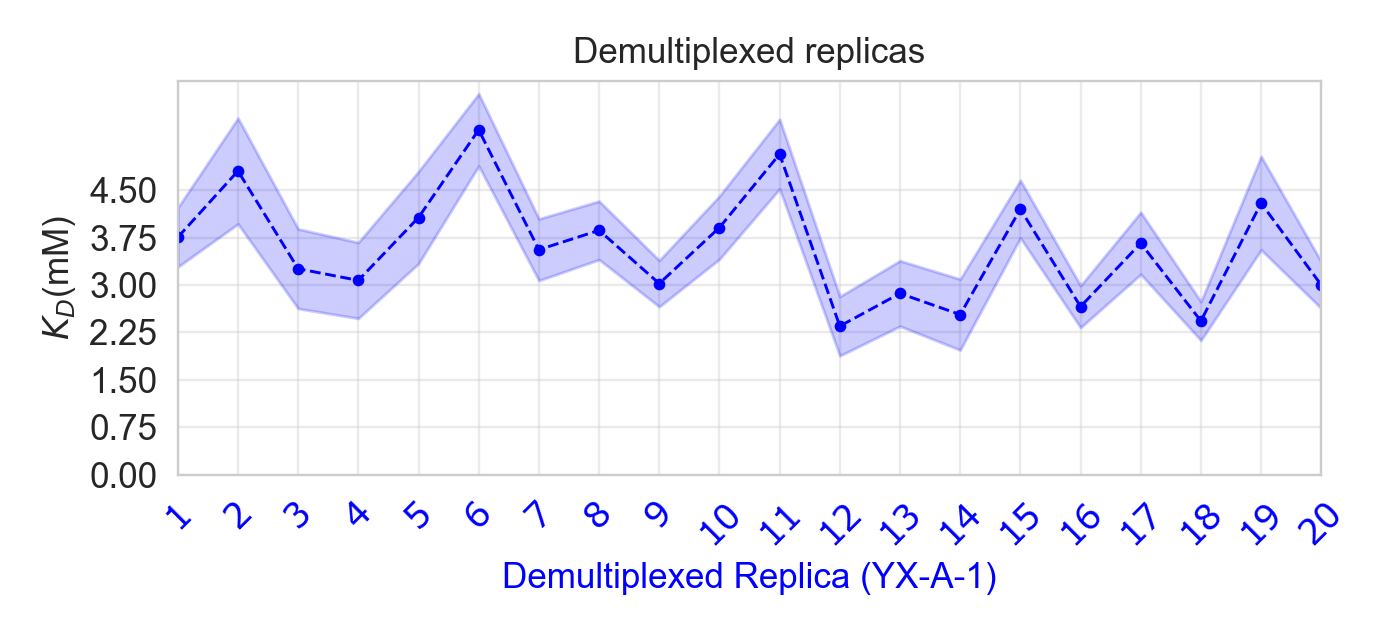 Demultiplexed replicas
K_D(mM)
4.50
3.75
3.00
2.25
1.50
0.75
0.00
1 2 3 4 5 6 7 8 9 10 11 12 13 14 15 16 17 18 19 20
Demultiplexed Replica (YX-A-1)